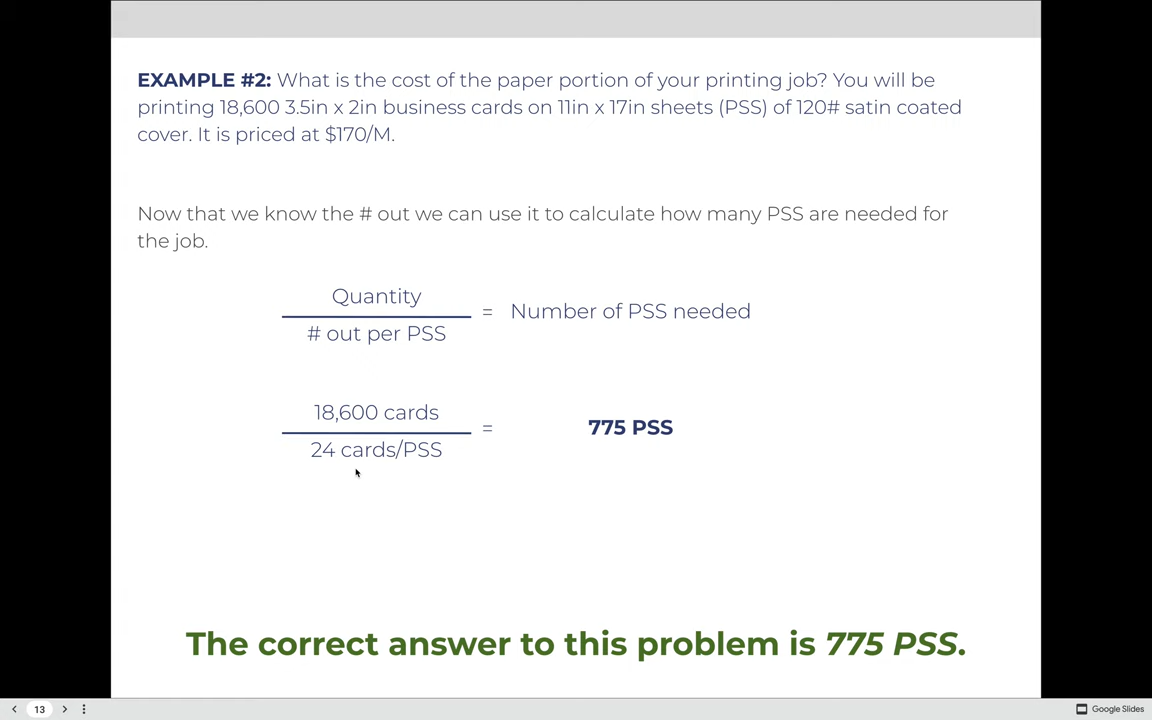 EXAMPLE #2: What is the cost of the paper portion of your printing job? You will be
printing 18,600 3.5in x 2in business cards on 11in x 17in sheets (PSS) of 120# satin coated
cover. It is priced at $170/M.
Now that we know the # out we can use it to calculate how many PSS are needed for
the job.
Quantity
# out per PSS
= Number of PSS needed
18,600 cards
24 cards/PSS
= 775 PSS
The correct answer to this problem is 775 PSS.
13
Google Slides